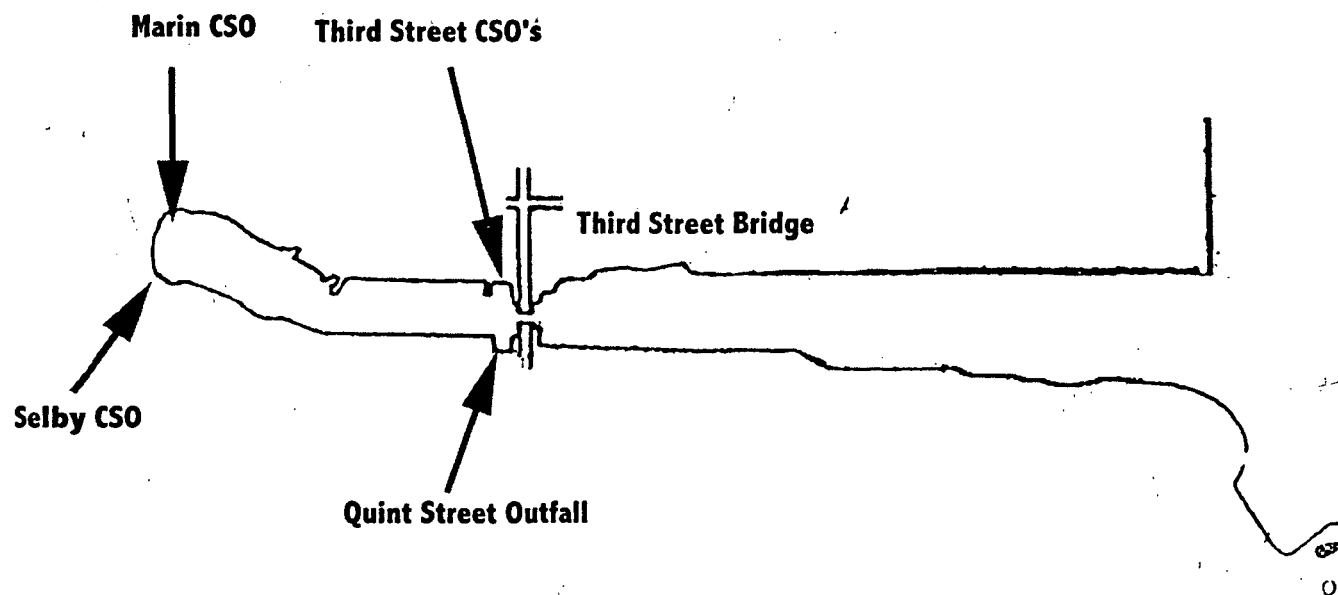 Marin CSO
Third Street CSO's
Third Street Bridge
Selby CSO
Quint Street Outfall